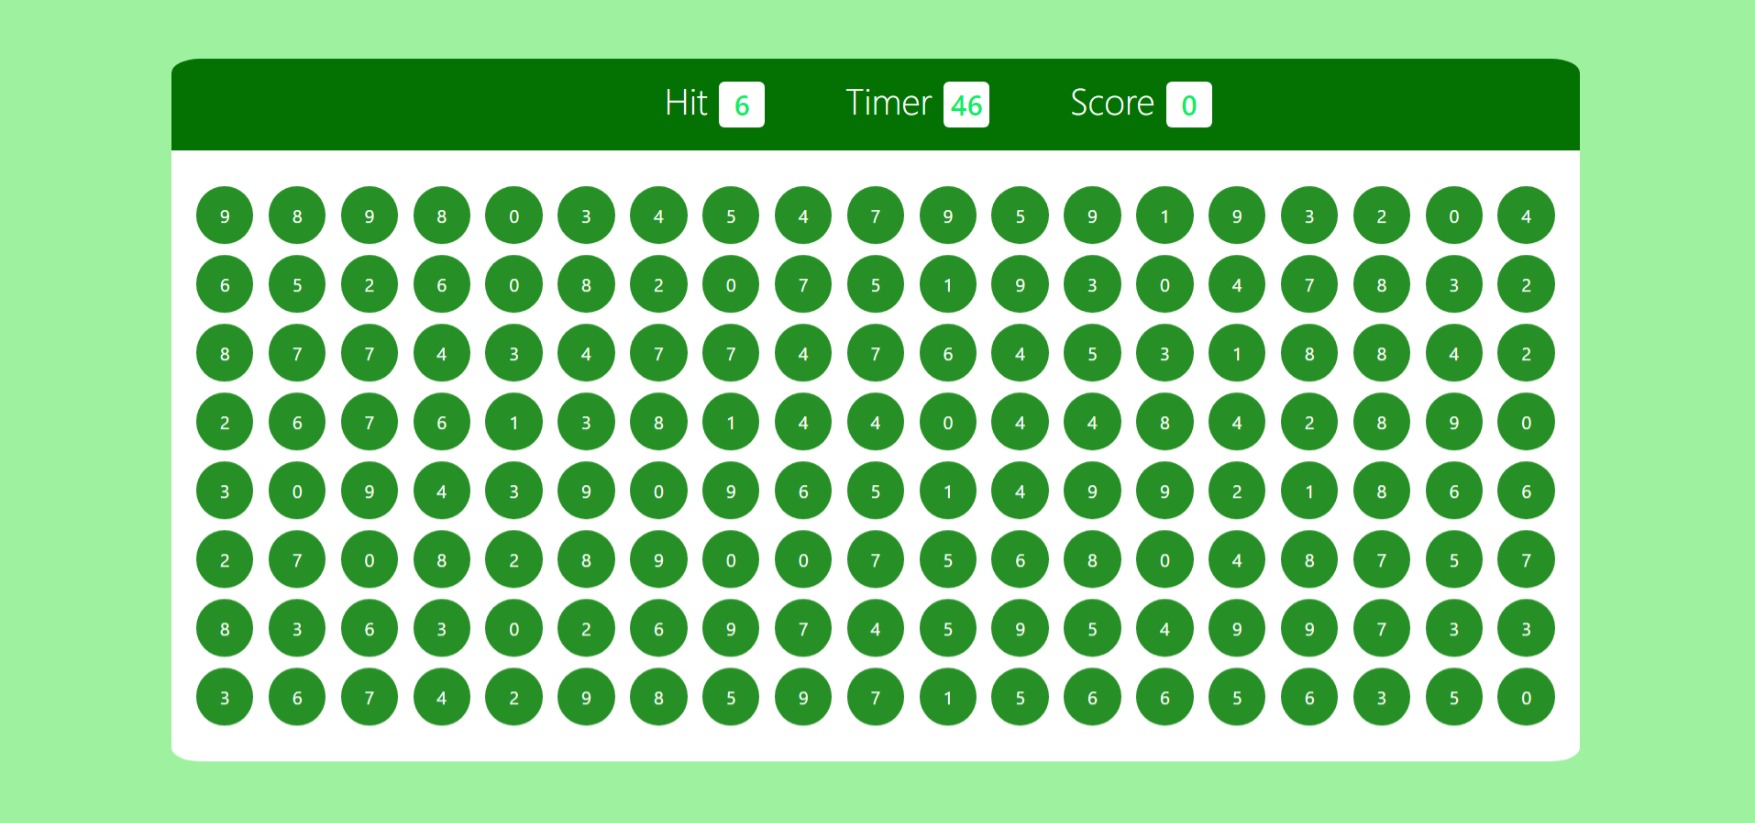 Hit 6 Timer 46 Score 0
9 8 9 8 0 3 4 5 4 7 9 5 9 1 9 3 2 0 4
6 5 2 6 0 8 2 0 7 5 1 9 3 0 4 7 8 3 2
8 7 7 4 3 4 7 7 4 7 6 4 5 3 1 8 8 4 2
2 6 7 6 1 3 8 1 4 4 0 4 4 8 4 2 8 9 0
3 0 9 4 3 9 0 9 6 5 1 4 9 9 2 1 8 6 6
2 7 0 8 2 8 9 0 0 7 5 6 8 0 4 8 7 5 7
8 3 6 3 0 2 6 9 7 4 5 9 5 4 9 9 7 3 3
3 6 7 4 2 9 8 5 9 7 1 5 6 6 5 6 3 5 0